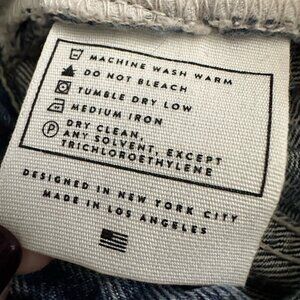 MACHINE WASH WARM
DO NOT BLEACH
TUMBLE DRY LOW
MEDIUM IRON
P DRY CLEAN,
ANY SOLVENT, EXCEPT
TRICHLOROETHYLENE
DESIGNED IN NEW YORK CITY
MADE IN LOS ANGELES